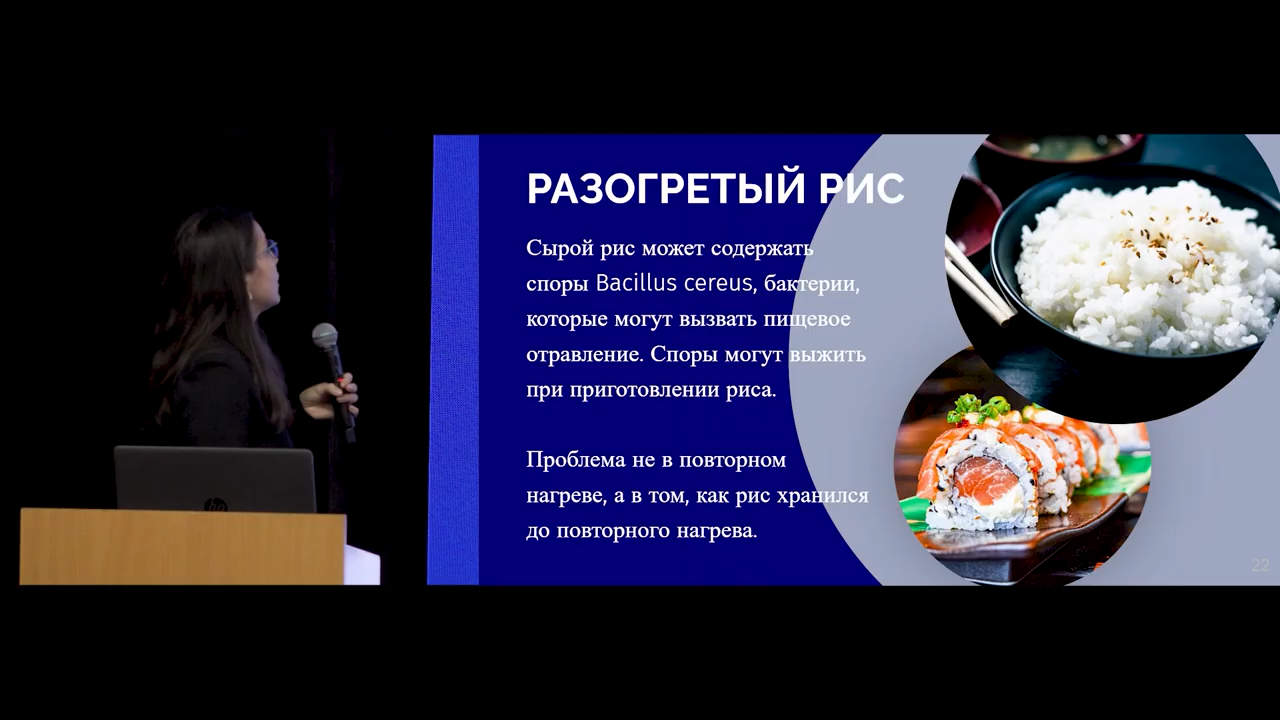 РАЗОГРЕТЫЙ РИС
Сырой рис может содержать
споры Bacillus cereus, бактерии,
которые могут вызвать пищевое
отравление. Споры могут выжить
при приготовлении риса.
Проблема не в повторном
нагреве, а в том, как рис хранился
до повторного нагрева.
22
hp